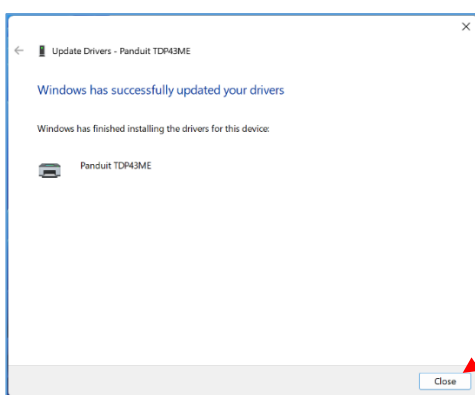 Update Drivers - Panduit TDP43ME
Windows has successfully updated your drivers
Windows has finished installing the drivers for this device:
Panduit TDP43ME
Close